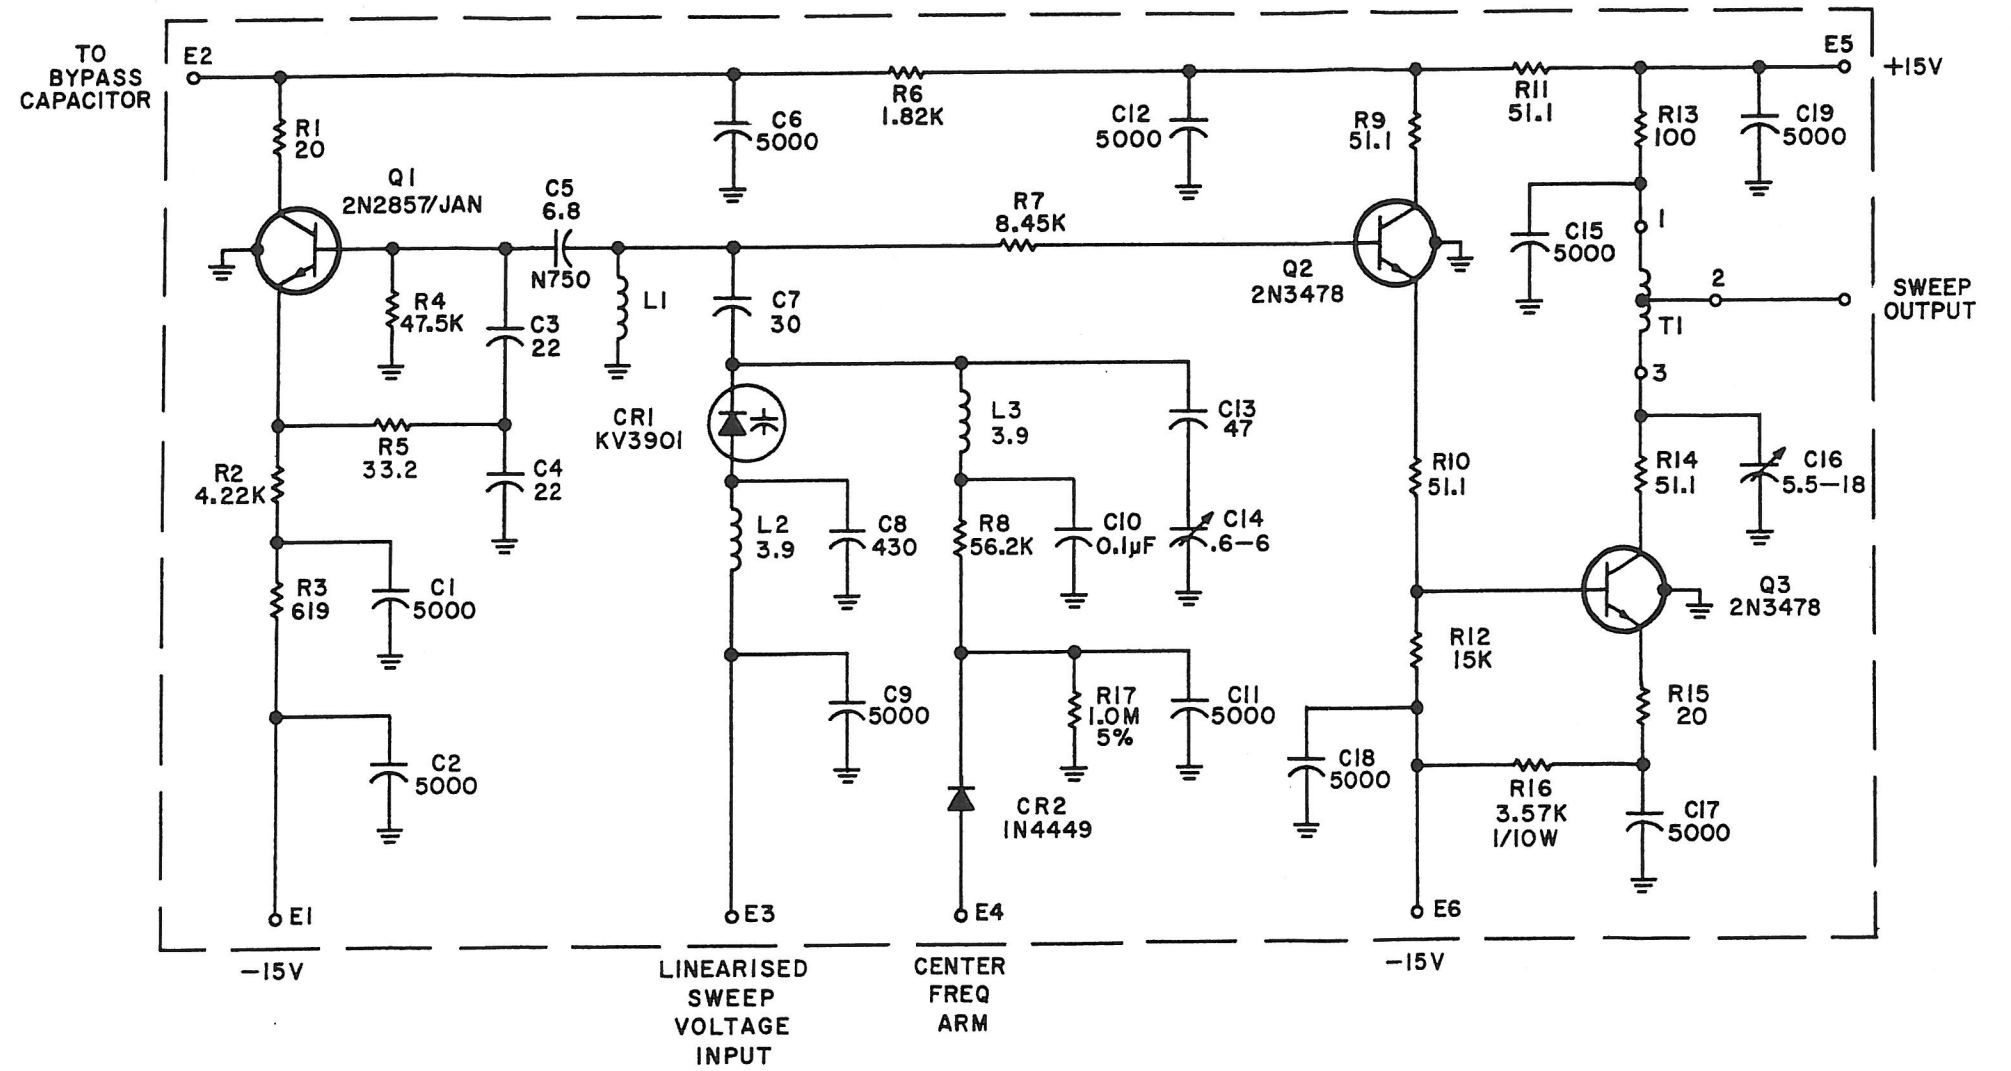 TO
BYPASS
CAPACITOR
E2
E5
+15V
R1
20
C6
5000
R6
1.82K
C12
5000
R9
51.1
R11
51.1
R13
100
C19
5000
Q1
2N2857/JAN
C5
6.8
N750
R7
8.45K
Q2
2N3478
C15
5000
1
2
T1
3
SWEEP
OUTPUT
R4
47.5K
C3
22
L1
C7
30
R5
33.2
R2
4.22K
C4
22
CR1
KV3901
L3
3.9
C13
47
R10
51.1
R14
51.1
C16
5.5-18
L2
3.9
C8
430
R8
56.2K
C10
0.1µF
C14
.6-6
R3
619
C1
5000
Q3
2N3478
R12
15K
C9
5000
R17
1.0M
5%
C11
5000
R15
20
C2
5000
CR2
1N4449
C18
5000
R16
3.57K
1/10W
C17
5000
E1
E3
E4
E6
-15V
LINEARISED
SWEEP
VOLTAGE
INPUT
CENTER
FREQ
ARM
-15V